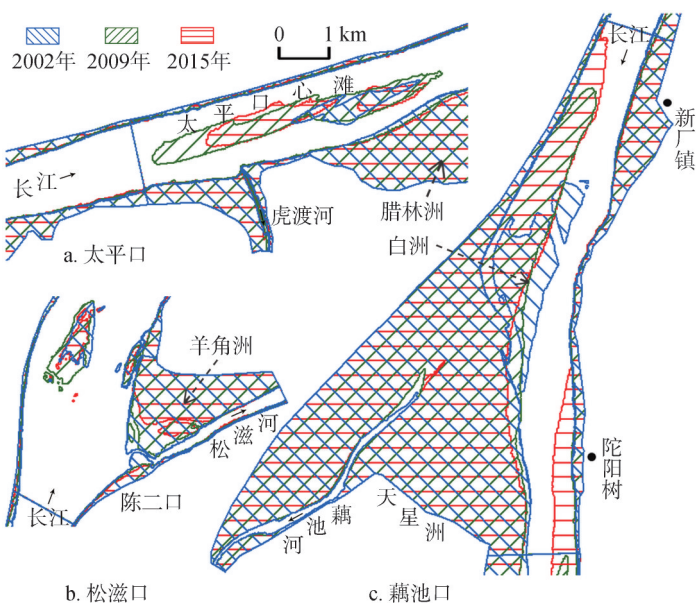 2002年 2009年 2015年
0 1 km
太平口心滩
长江
虎渡河
腊林洲
a. 太平口
羊角洲
松滋河
陈二口
长江
b. 松滋口
长江
新厂镇
白洲
陀阳树
天星洲
藕池河
c. 藕池口